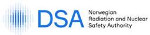 DSA
Norwegian
Radiation and Nuclear
Safety Authority